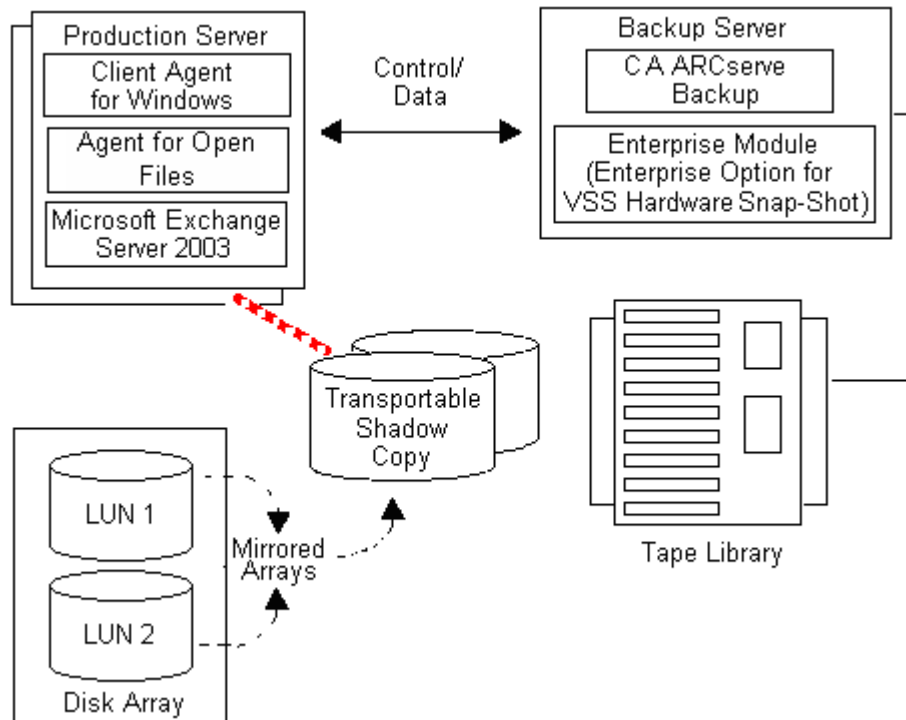 Production Server
Client Agent
for Windows
Agent for Open
Files
Microsoft Exchange
Server 2003
Control/
Data
Backup Server
CA ARCserve
Backup
Enterprise Module
(Enterprise Option for
VSS Hardware Snap-Shot)
Transportable
Shadow
Copy
LUN 1
LUN 2
Mirrored
Arrays
Disk Array
Tape Library